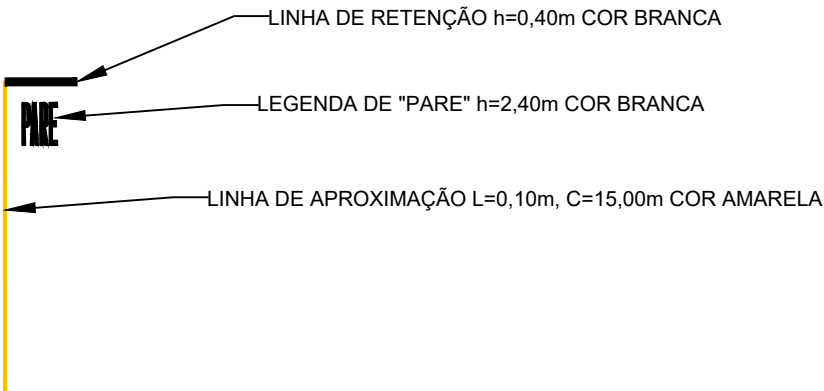 LINHA DE RETENÇÃO h=0,40m COR BRANCA
PARE
LEGENDA DE "PARE" h=2,40m COR BRANCA
LINHA DE APROXIMAÇÃO L=0,10m, C=15,00m COR AMARELA